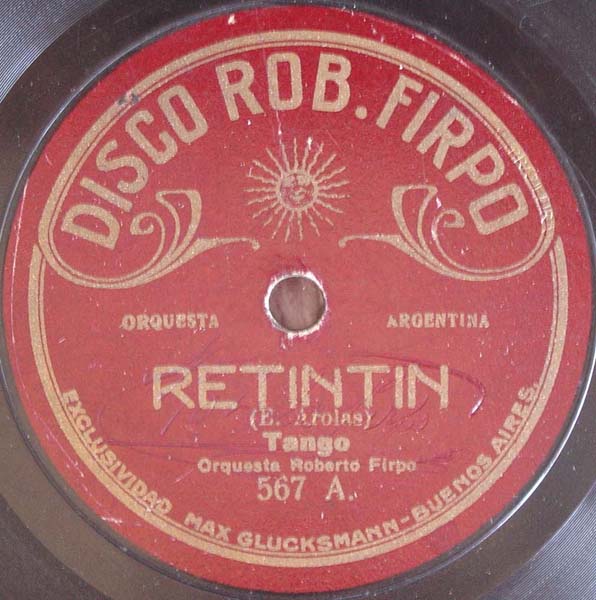 DISCO ROB. FIRPO
ORQUESTA ARGENTINA
RETINTIN
(E. Arolas)
Tango
Orquesta Roberto Firpo
567 A.
EXCLUSIVIDAD MAX GLUCKSMANN-BUENOS AIRES.